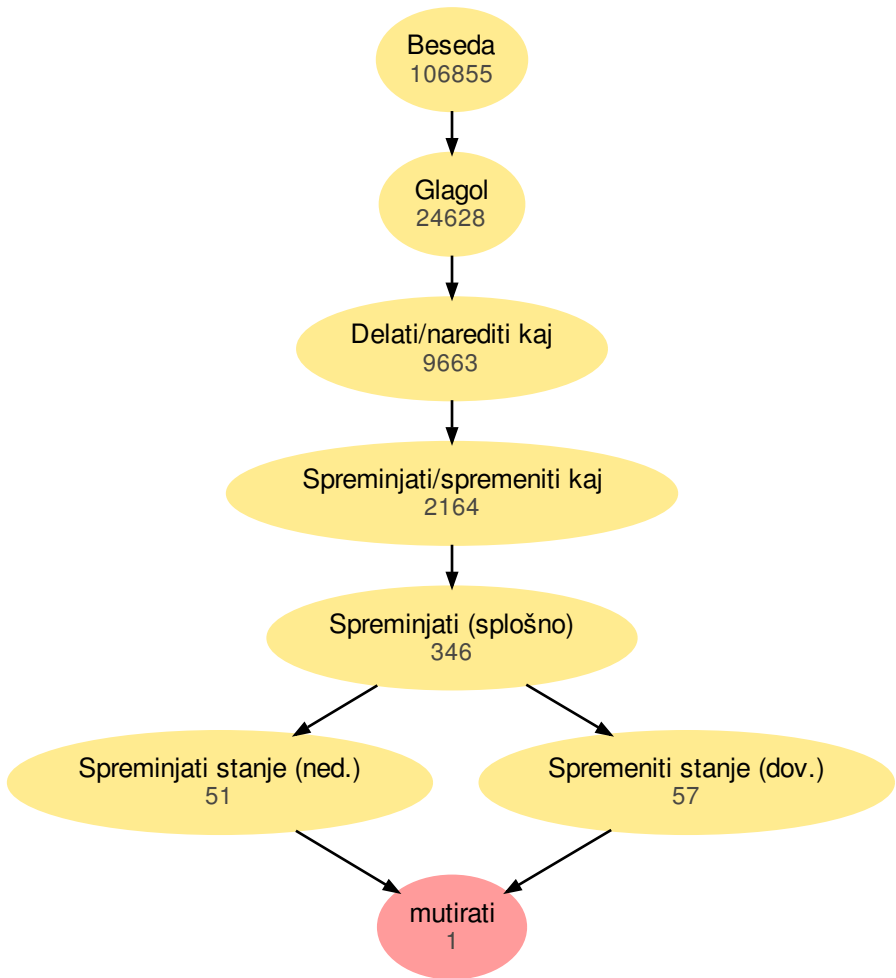 Beseda
106855
Glagol
24628
Delati/narediti kaj
9663
Spreminjati/spremeniti kaj
2164
Spreminjati (splošno)
346
Spreminjati stanje (ned.)
51
Spremeniti stanje (dov.)
57
mutirati
1